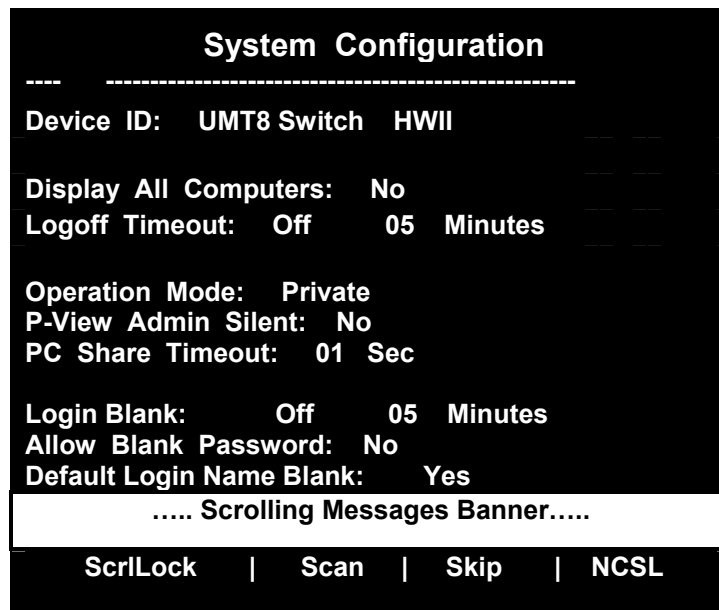 System Configuration
---- ----------------------------------------------------
Device ID: UMT8 Switch HWII
Display All Computers: No
Logoff Timeout: Off 05 Minutes
Operation Mode: Private
P-View Admin Silent: No
PC Share Timeout: 01 Sec
Login Blank: Off 05 Minutes
Allow Blank Password: No
Default Login Name Blank: Yes
….. Scrolling Messages Banner…..
ScrlLock | Scan | Skip | NCSL